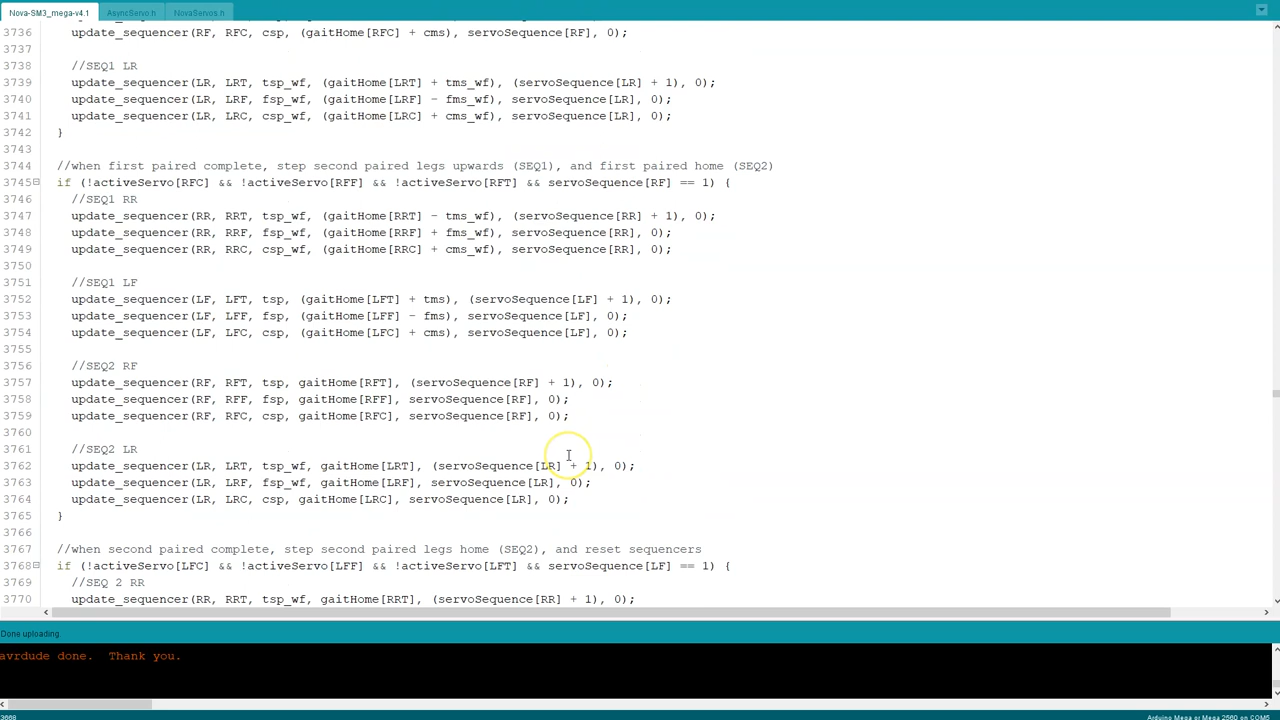 Nova-SM3_mega-v4.1 AsyncServo.h NovaServos.h
3736 update_sequencer(RF, RFC, csp, (gaitHome[RFC] + cms), servoSequence[RF], 0);
3737
3738 //SEQ1 LR
3739 update_sequencer(LR, LRT, tsp_wf, (gaitHome[LRT] + tms_wf), (servoSequence[LR] + 1), 0);
3740 update_sequencer(LR, LRF, fsp_wf, (gaitHome[LRF] - fms_wf), servoSequence[LR], 0);
3741 update_sequencer(LR, LRC, csp_wf, (gaitHome[LRC] + cms_wf), servoSequence[LR], 0);
3742 }
3743
3744 //when first paired complete, step second paired legs upwards (SEQ1), and first paired home (SEQ2)
3745 if (!activeServo[RFC] && !activeServo[RFF] && !activeServo[RFT] && servoSequence[RF] == 1) {
3746 //SEQ1 RR
3747 update_sequencer(RR, RRT, tsp_wf, (gaitHome[RRT] - tms_wf), (servoSequence[RR] + 1), 0);
3748 update_sequencer(RR, RRF, fsp_wf, (gaitHome[RRF] + fms_wf), servoSequence[RR], 0);
3749 update_sequencer(RR, RRC, csp_wf, (gaitHome[RRC] + cms_wf), servoSequence[RR], 0);
3750
3751 //SEQ1 LF
3752 update_sequencer(LF, LFT, tsp, (gaitHome[LFT] + tms), (servoSequence[LF] + 1), 0);
3753 update_sequencer(LF, LFF, fsp, (gaitHome[LFF] - fms), servoSequence[LF], 0);
3754 update_sequencer(LF, LFC, csp, (gaitHome[LFC] + cms), servoSequence[LF], 0);
3755
3756 //SEQ2 RF
3757 update_sequencer(RF, RFT, tsp, gaitHome[RFT], (servoSequence[RF] + 1), 0);
3758 update_sequencer(RF, RFF, fsp, gaitHome[RFF], servoSequence[RF], 0);
3759 update_sequencer(RF, RFC, csp, gaitHome[RFC], servoSequence[RF], 0);
3760
3761 //SEQ2 LR
3762 update_sequencer(LR, LRT, tsp_wf, gaitHome[LRT], (servoSequence[LR] + 1), 0);
3763 update_sequencer(LR, LRF, fsp_wf, gaitHome[LRF], servoSequence[LR], 0);
3764 update_sequencer(LR, LRC, csp, gaitHome[LRC], servoSequence[LR], 0);
3765 }
3766
3767 //when second paired complete, step second paired legs home (SEQ2), and reset sequencers
3768 if (!activeServo[LFC] && !activeServo[LFF] && !activeServo[LFT] && servoSequence[LF] == 1) {
3769 //SEQ 2 RR
3770 update_sequencer(RR, RRT, tsp_wf, gaitHome[RRT], (servoSequence[RR] + 1), 0);
Done uploading.
avrdude done.  Thank you.
3668 Arduino Mega or Mega 2560 on COM5